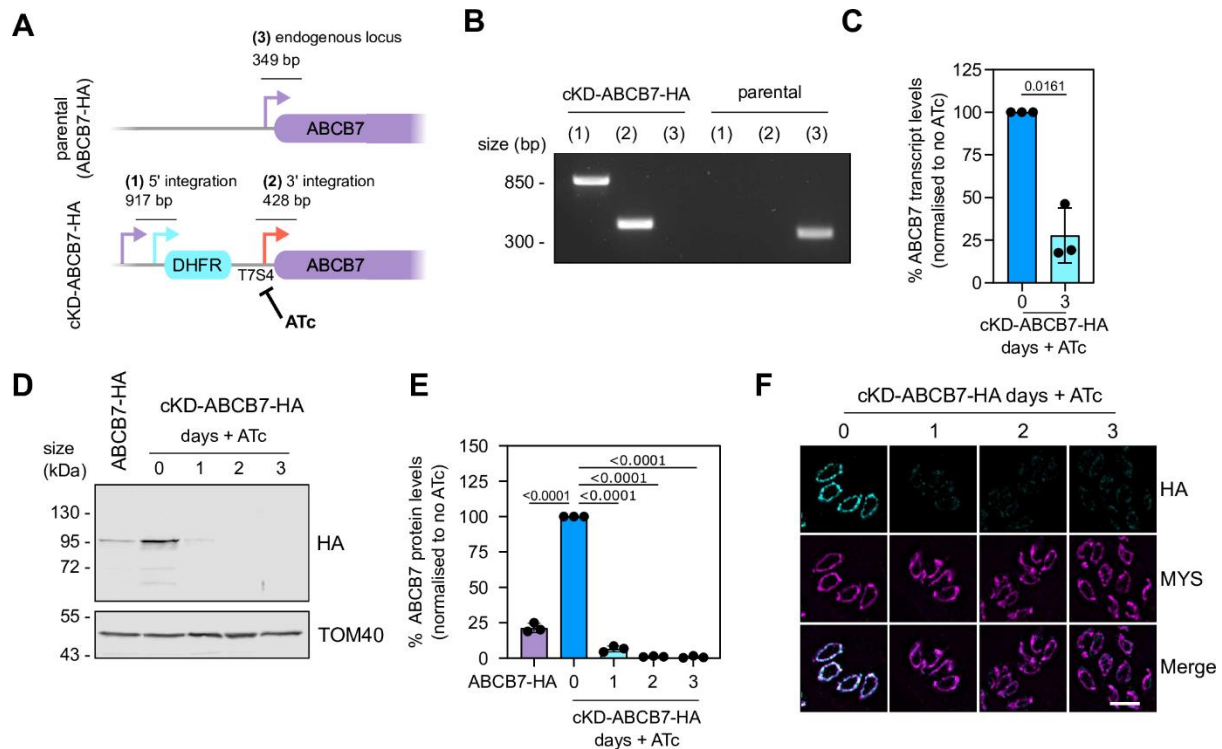 A
parental
(ABCB7-HA)
(3) endogenous locus
349 bp
ABCB7
cKD-ABCB7-HA
(1) 5' integration
917 bp
(2) 3' integration
428 bp
DHFR
T7S4
ABCB7
ATc
B
cKD-ABCB7-HA parental
size (bp) (1) (2) (3) (1) (2) (3)
850 -
300 -
C
% ABCB7 transcript levels
(normalised to no ATc)
125
100
75
50
25
0
0.0161
0 3
cKD-ABCB7-HA
days + ATc
D
ABCB7-HA
cKD-ABCB7-HA
days + ATc
size
(kDa)
0 1 2 3
130 -
95 -
72 -
HA
55 -
43 -
TOM40
E
% ABCB7 protein levels
(normalised to no ATc)
150
125
100
75
50
25
0
<0.0001
<0.0001
<0.0001 <0.0001
ABCB7-HA 0 1 2 3
cKD-ABCB7-HA
days + ATc
F
cKD-ABCB7-HA days + ATc
0 1 2 3
HA
MYS
Merge